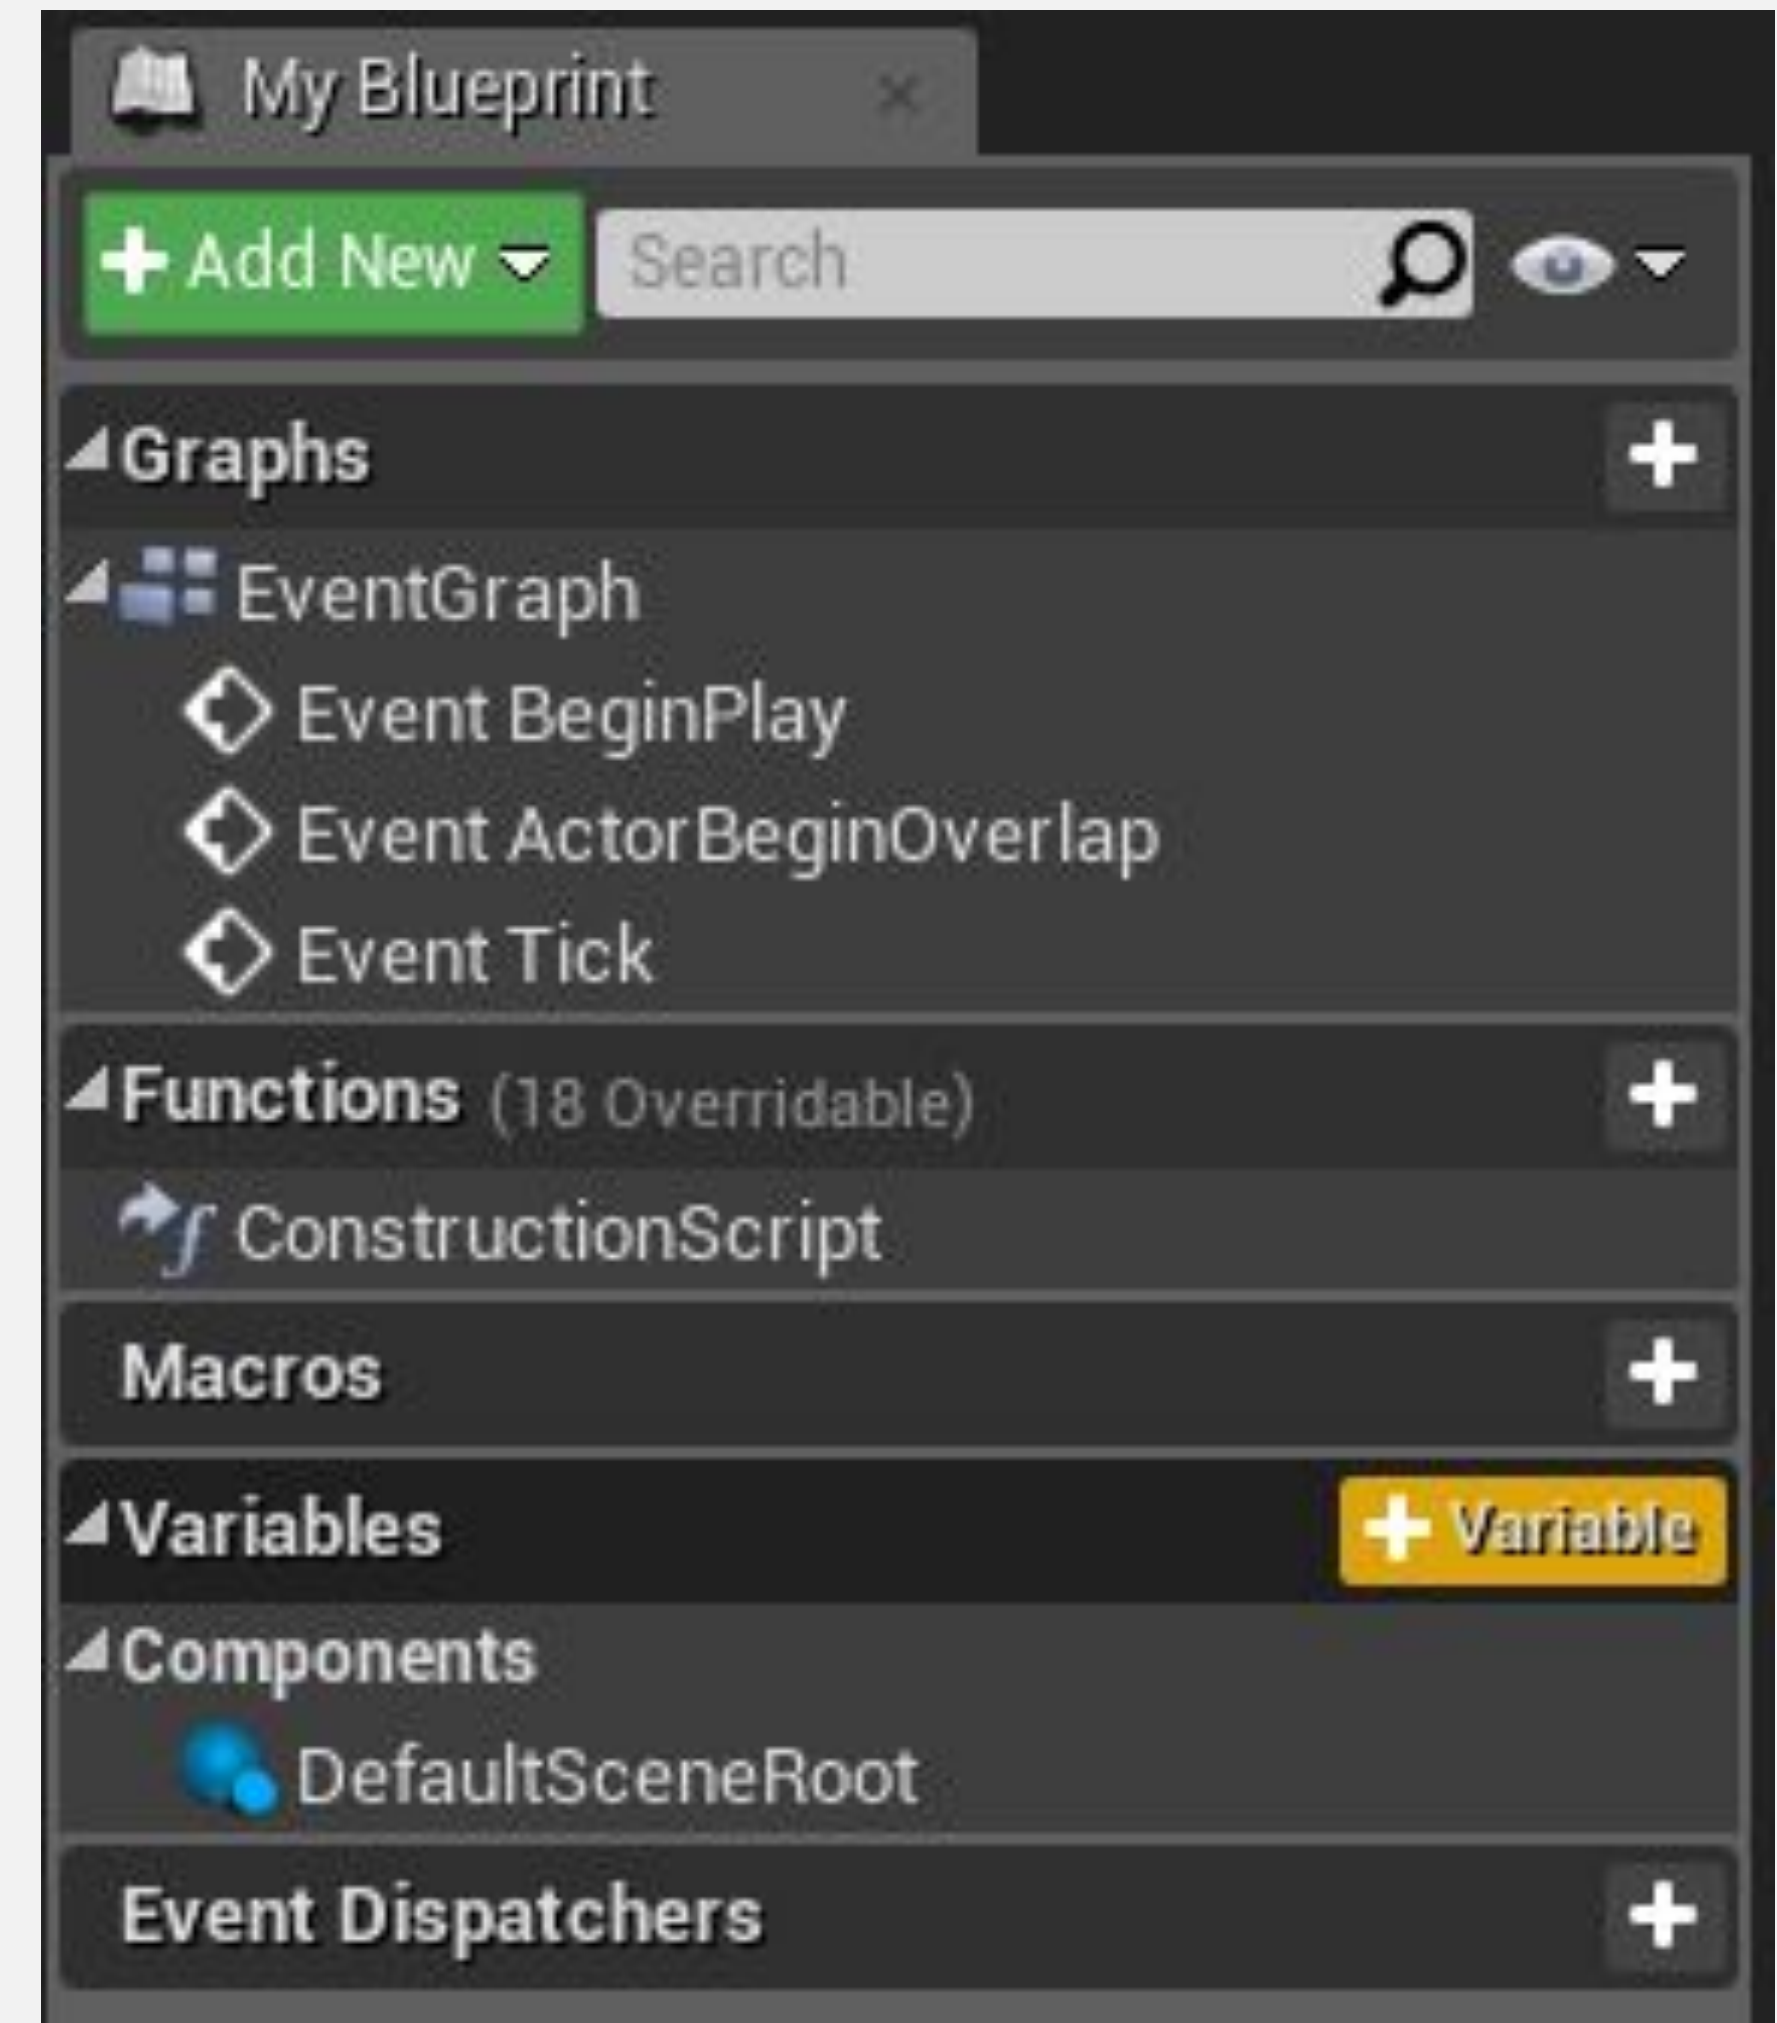 My Blueprint
Add New
Search
Graphs
EventGraph
Event BeginPlay
Event ActorBeginOverlap
Event Tick
Functions (18 Overridable)
ConstructionScript
Macros
Variables
Variable
Components
DefaultSceneRoot
Event Dispatchers